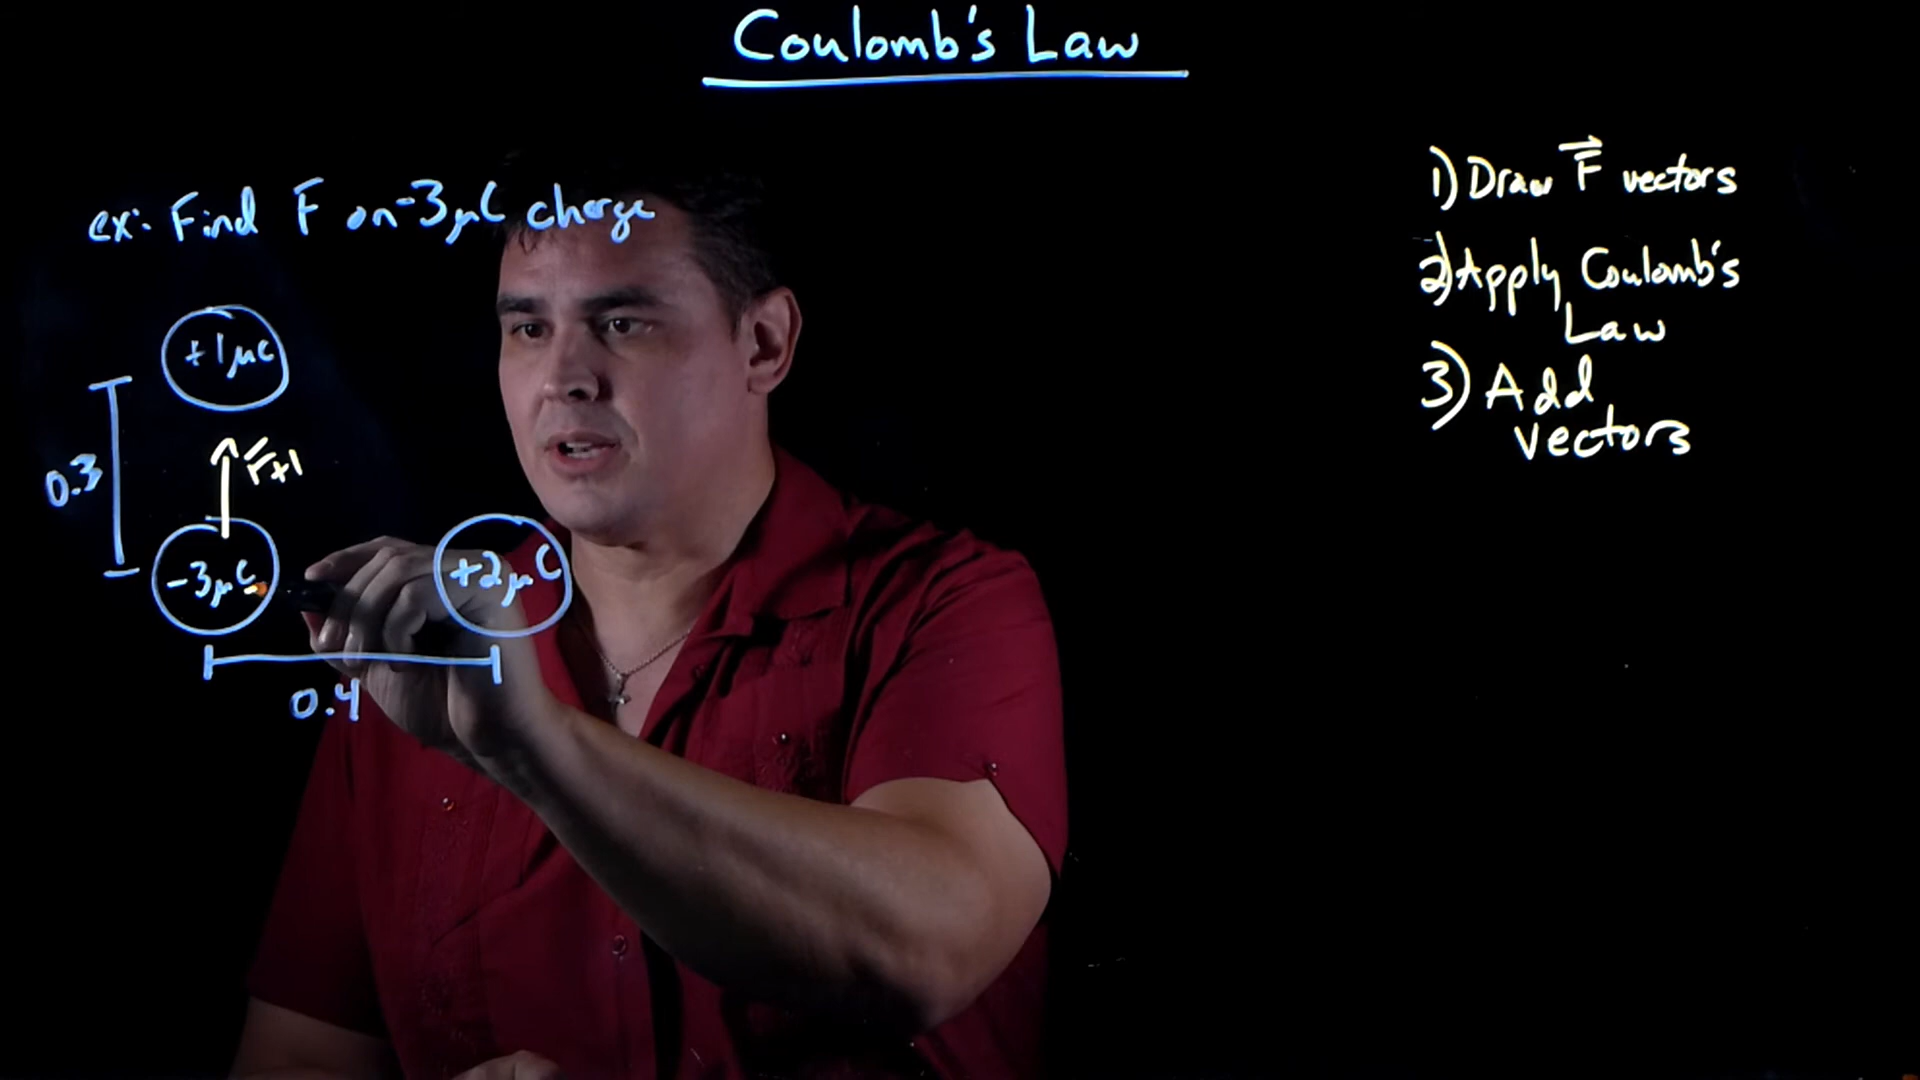 Coulomb's Law
ex: Find F on -3μC charge
+1μC
0.3
F+1
-3μC
+2μC
0.4
1) Draw F vectors
2) Apply Coulomb's
Law
3) Add
vectors